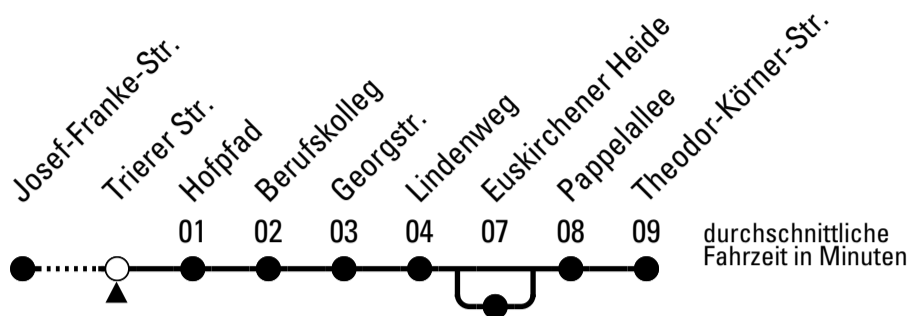 Josef-Franke-Str.
Trierer Str.
Hofpfad
Berufskolleg
Georgstr.
Lindenweg
Euskirchener Heide
Pappelallee
Theodor-Körner-Str.
01 02 03 04 07 08 09
durchschnittliche
Fahrzeit in Minuten